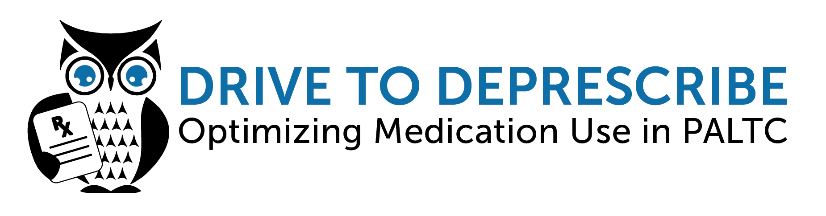 DRIVE TO DEPRESCRIBE
Optimizing Medication Use in PALTC
Rx